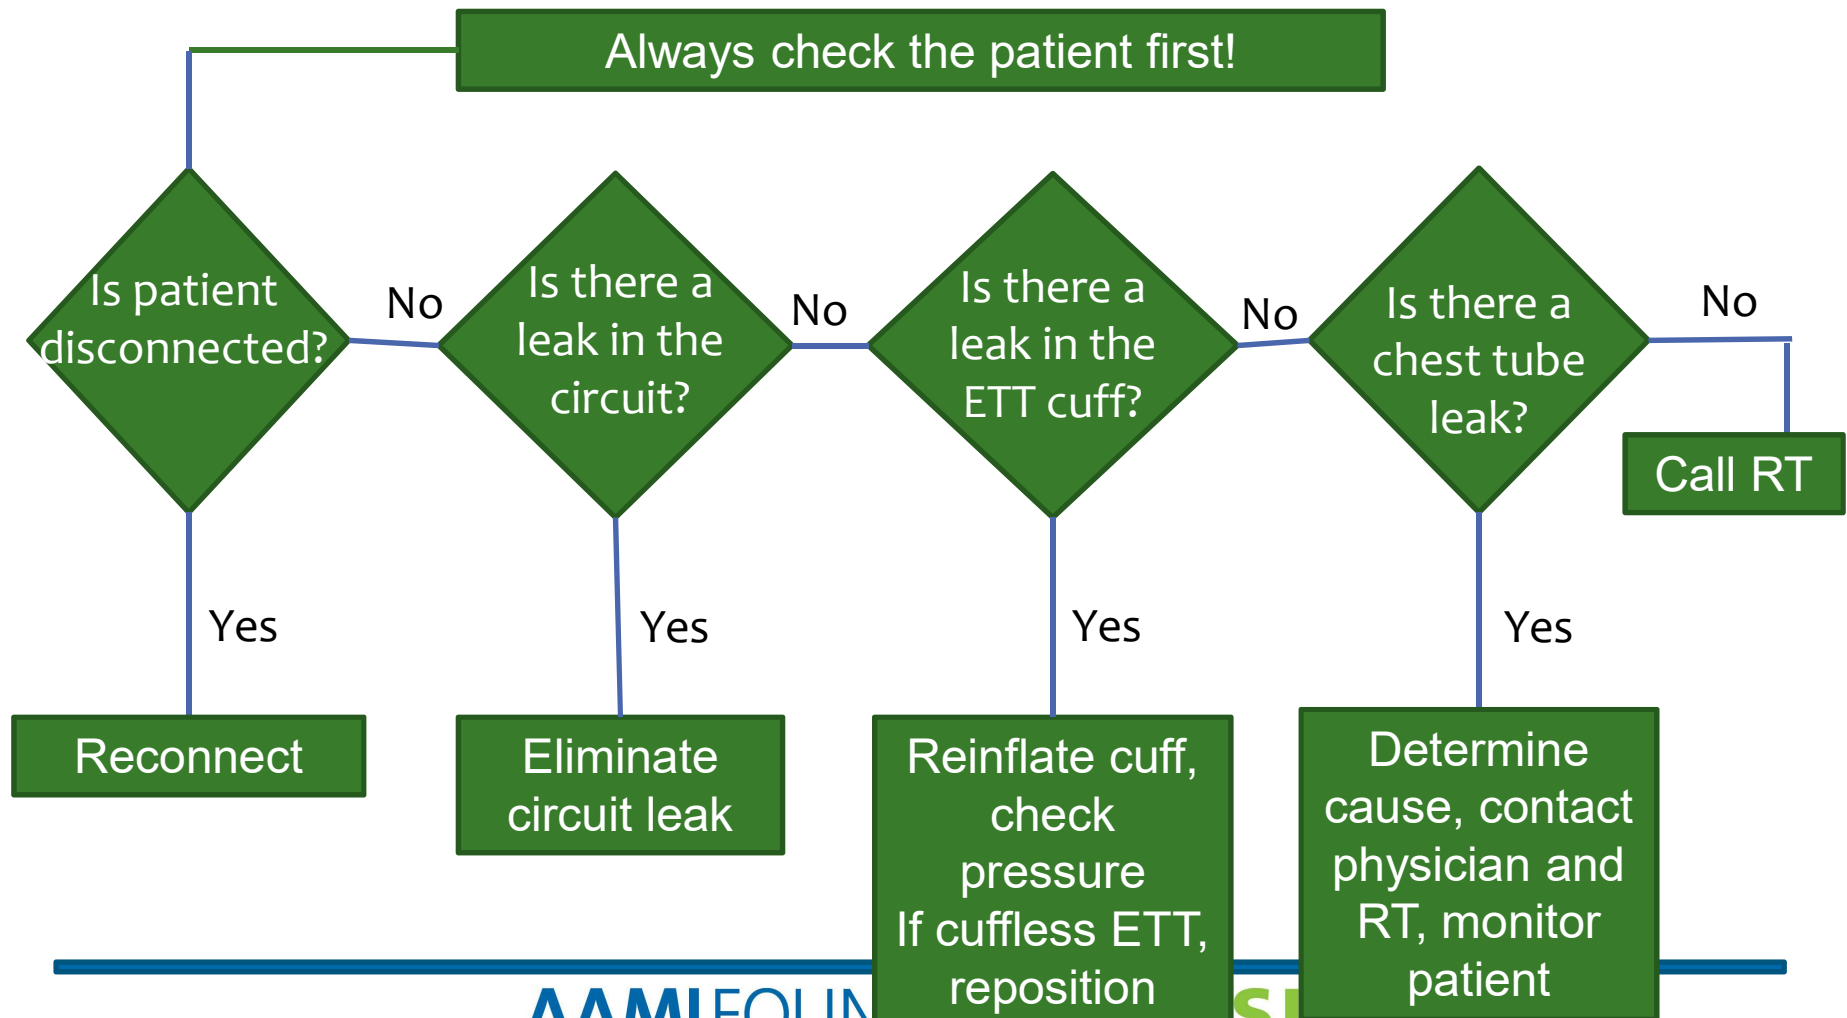 Always check the patient first!
Is patient
disconnected?
No
Is there a
leak in the
circuit?
No
Is there a
leak in the
ETT cuff?
No
Is there a
chest tube
leak?
No
Call RT
Yes
Yes
Yes
Yes
Reconnect
Eliminate
circuit leak
Reinflate cuff,
check
pressure
If cuffless ETT,
reposition
Determine
cause, contact
physician and
RT, monitor
patient
AAMI